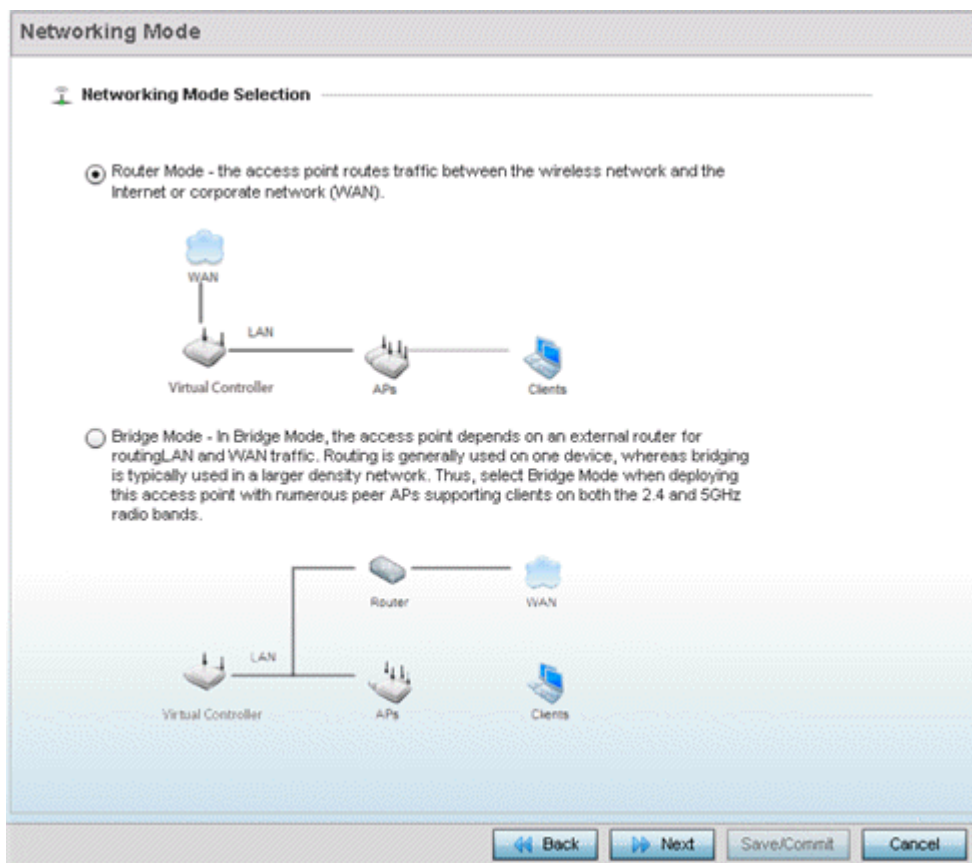 Networking Mode
Networking Mode Selection
Router Mode - the access point routes traffic between the wireless network and the
Internet or corporate network (WAN).
WAN
LAN
Virtual Controller
APs
Clients
Bridge Mode - In Bridge Mode, the access point depends on an external router for
routingLAN and WAN traffic. Routing is generally used on one device, whereas bridging
is typically used in a larger density network. Thus, select Bridge Mode when deploying
this access point with numerous peer APs supporting clients on both the 2.4 and 5GHz
radio bands.
Router
WAN
LAN
Virtual Controller
APs
Clients
Back
Next
Save/Commit
Cancel